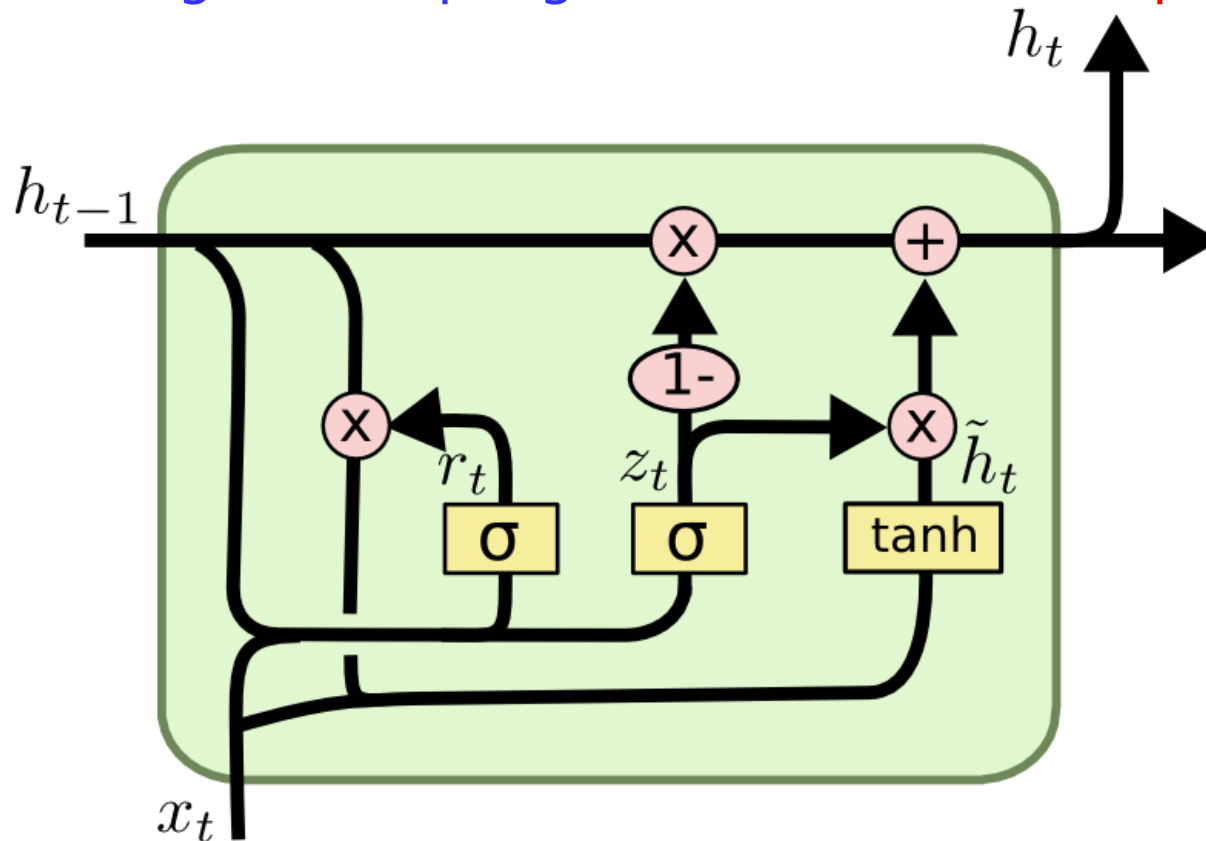 h_t
h_{t-1}
x +
1-
x x
r_t z_t h̃_t
σ σ tanh
x_t